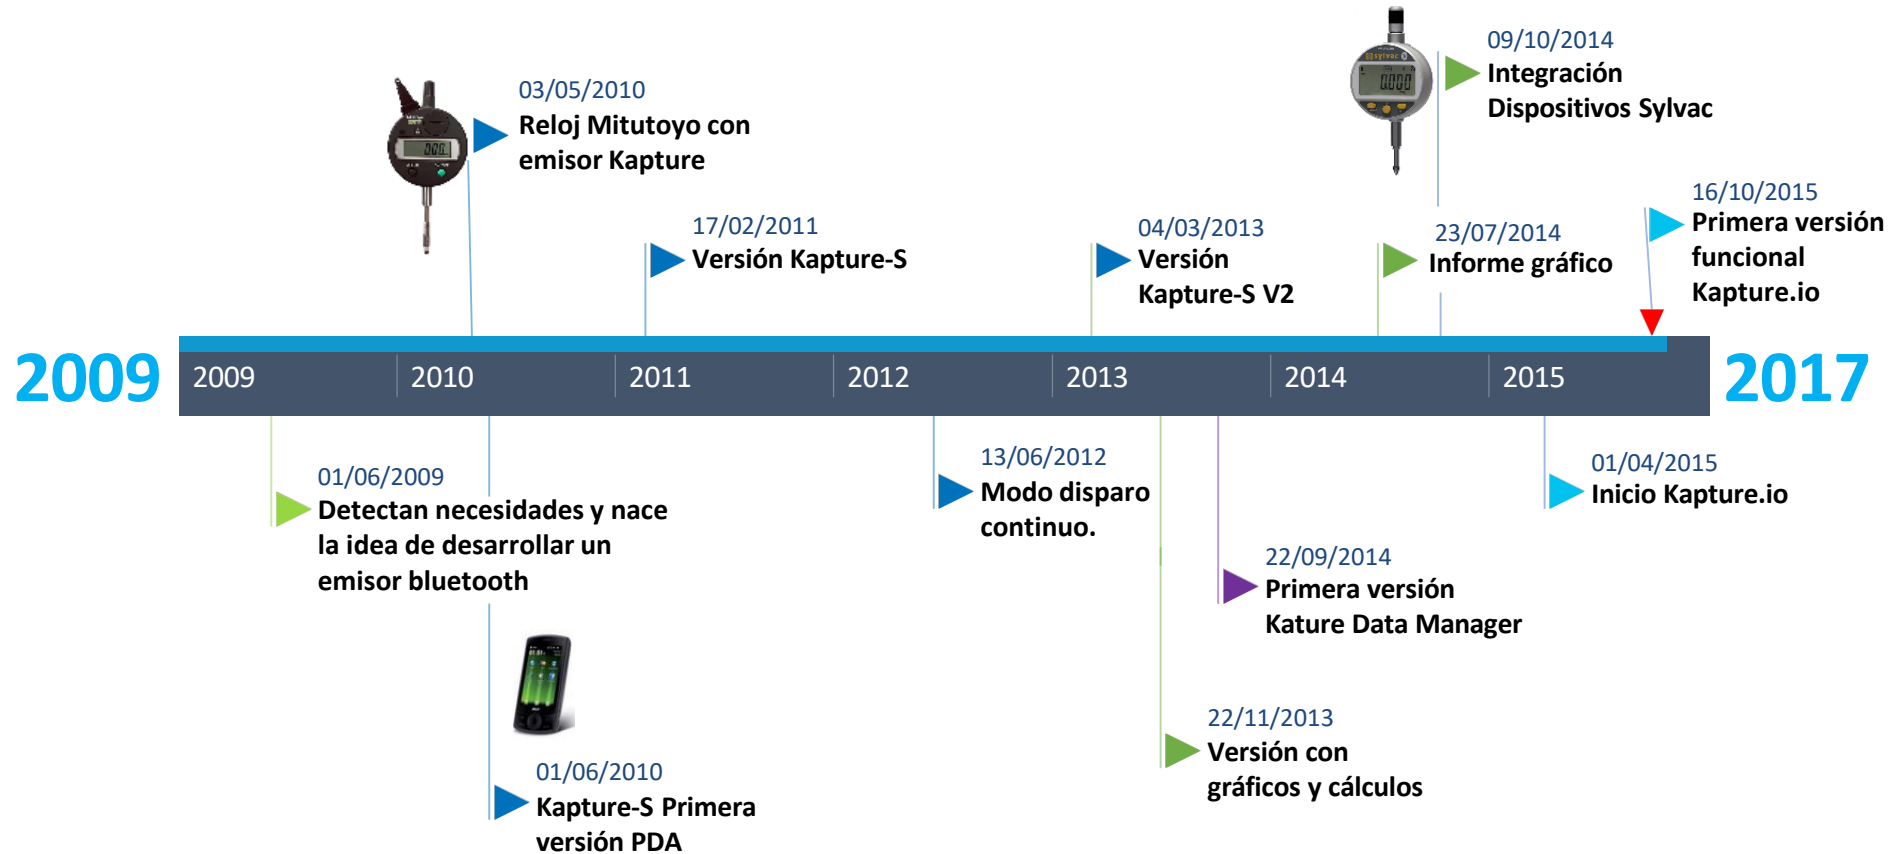 09/10/2014
Integración
Dispositivos Sylvac
03/05/2010
Reloj Mitutoyo con
emisor Kapture
16/10/2015
Primera versión
funcional
Kapture.io
17/02/2011
Versión Kapture-S
04/03/2013
Versión
Kapture-S V2
23/07/2014
Informe gráfico
2009
2009
2010
2011
2012
2013
2014
2015
2017
01/06/2009
Detectan necesidades y nace
la idea de desarrollar un
emisor bluetooth
13/06/2012
Modo disparo
continuo.
01/04/2015
Inicio Kapture.io
22/09/2014
Primera versión
Kature Data Manager
22/11/2013
Versión con
gráficos y cálculos
01/06/2010
Kapture-S Primera
versión PDA
sylvac
0.000